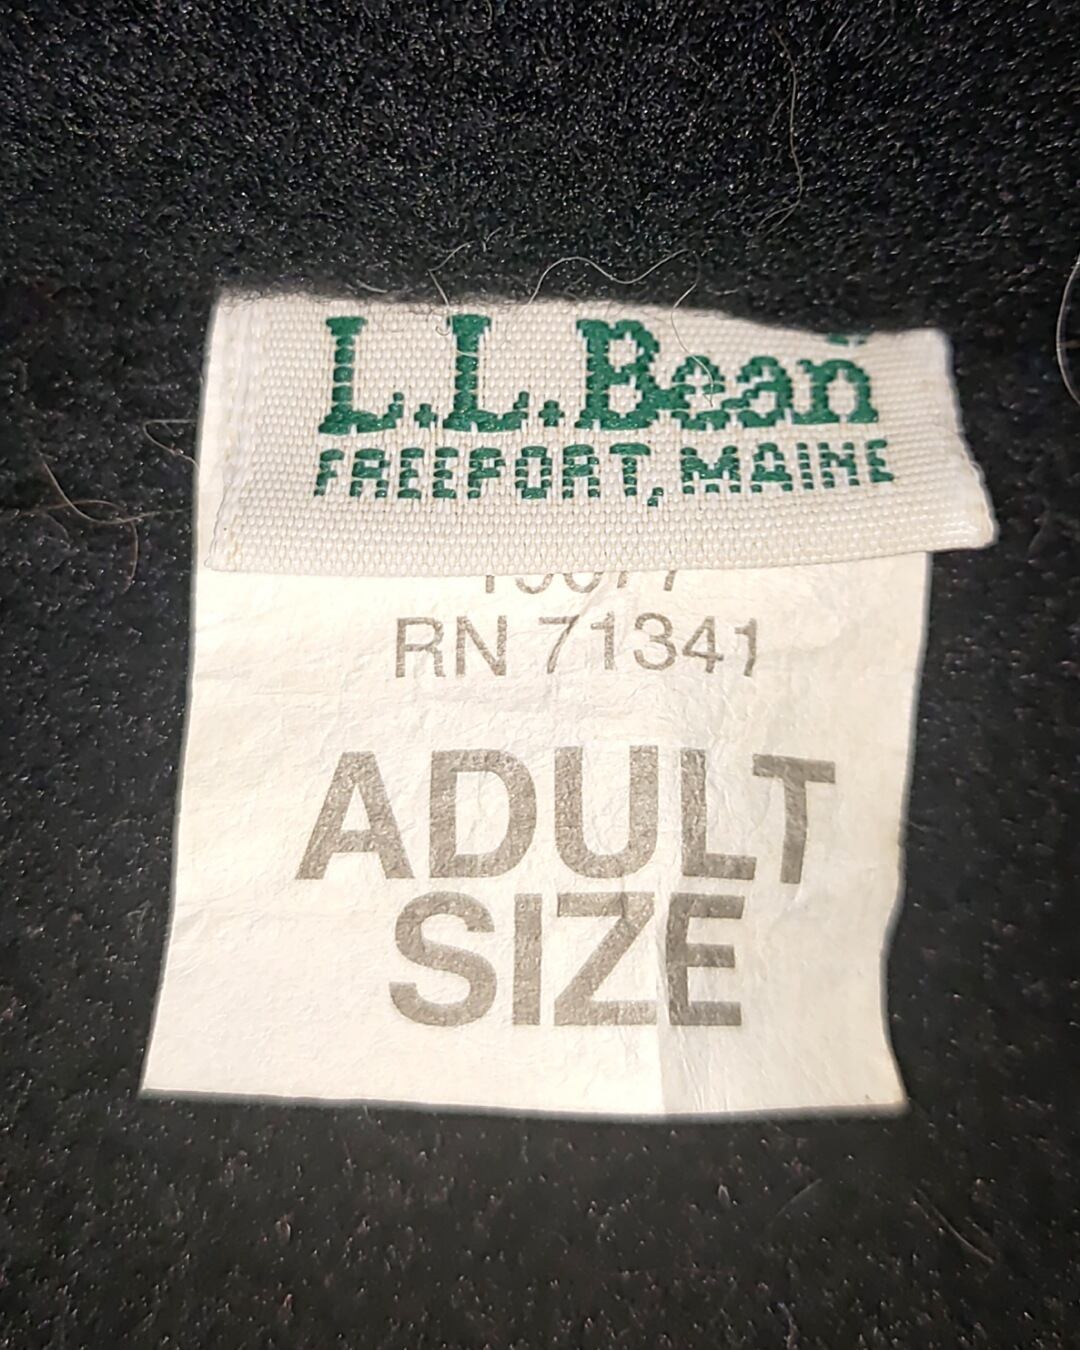 L.L.Bean
FREEPORT, MAINE
RN 71341
ADULT
SIZE